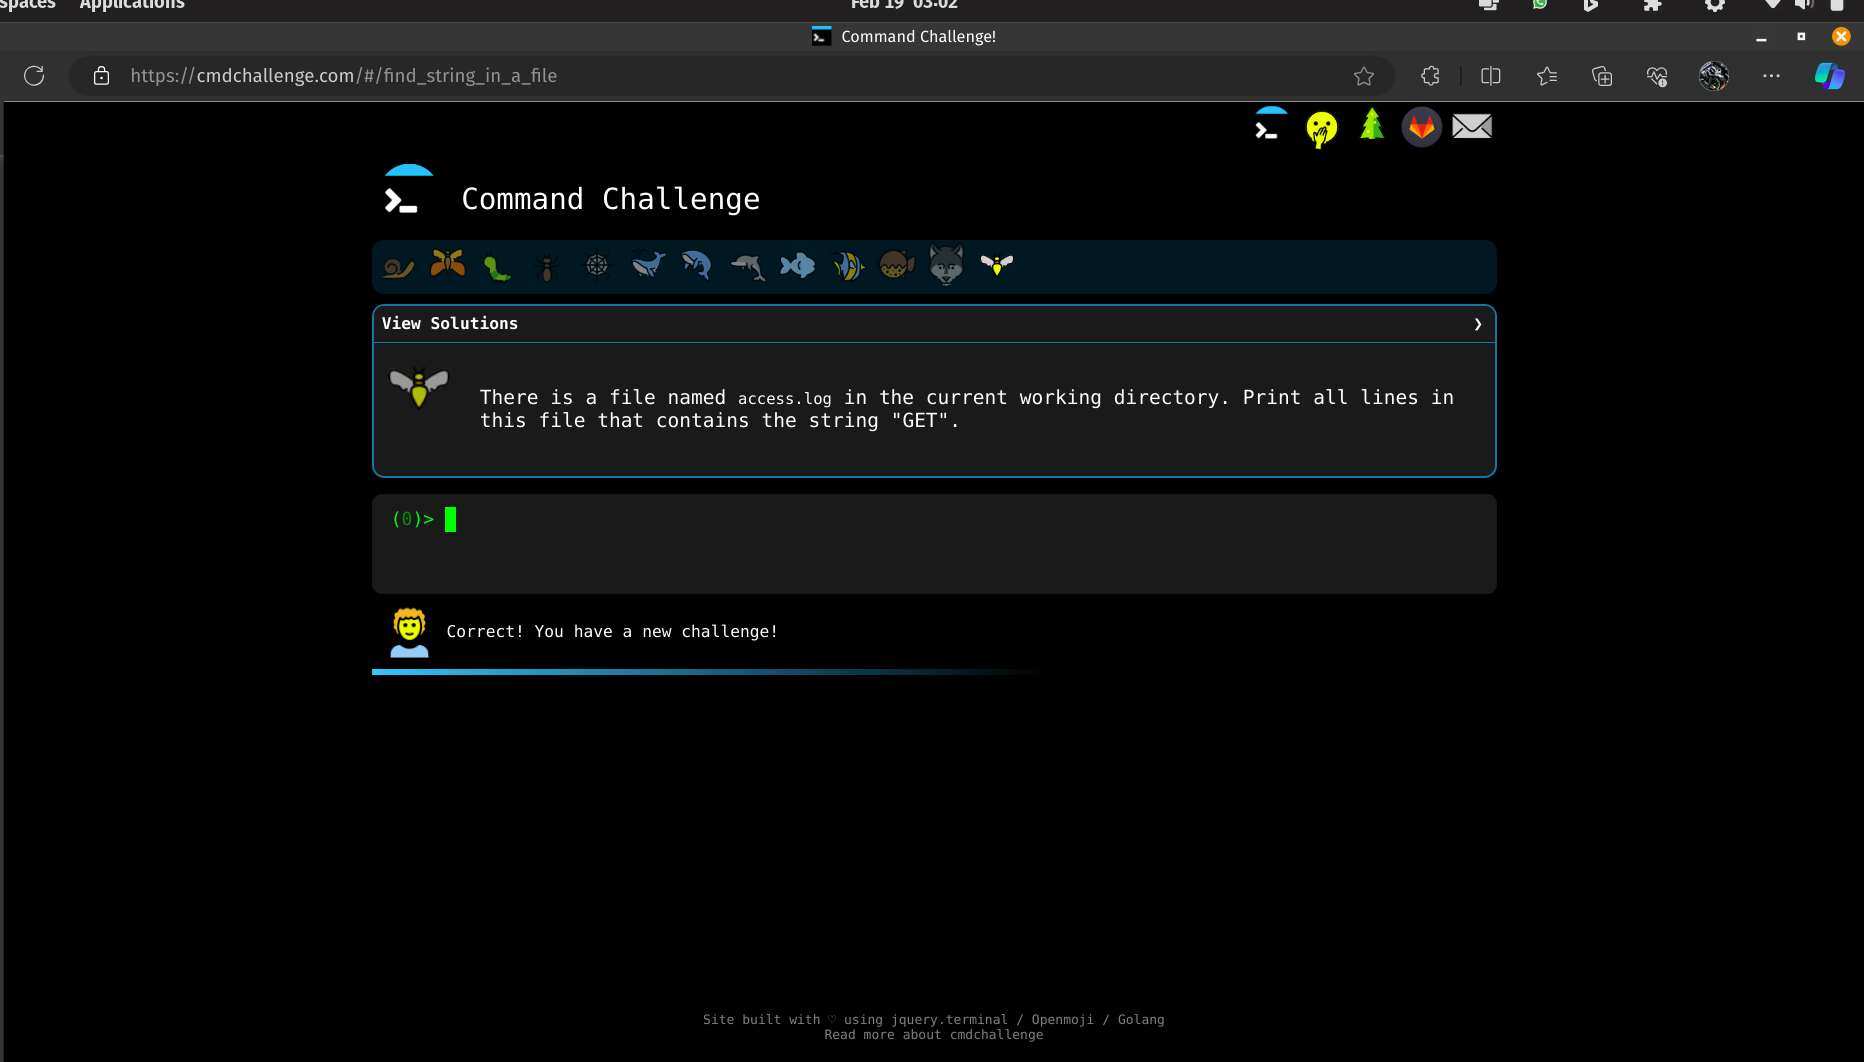 spaces Applications Feb 19 03:02
Command Challenge!
https://cmdchallenge.com/#/find_string_in_a_file
Command Challenge
View Solutions ❯
There is a file named access.log in the current working directory. Print all lines in
this file that contains the string "GET".
(0)>
Correct! You have a new challenge!
Site built with ♡ using jquery.terminal / Openmoji / Golang
Read more about cmdchallenge